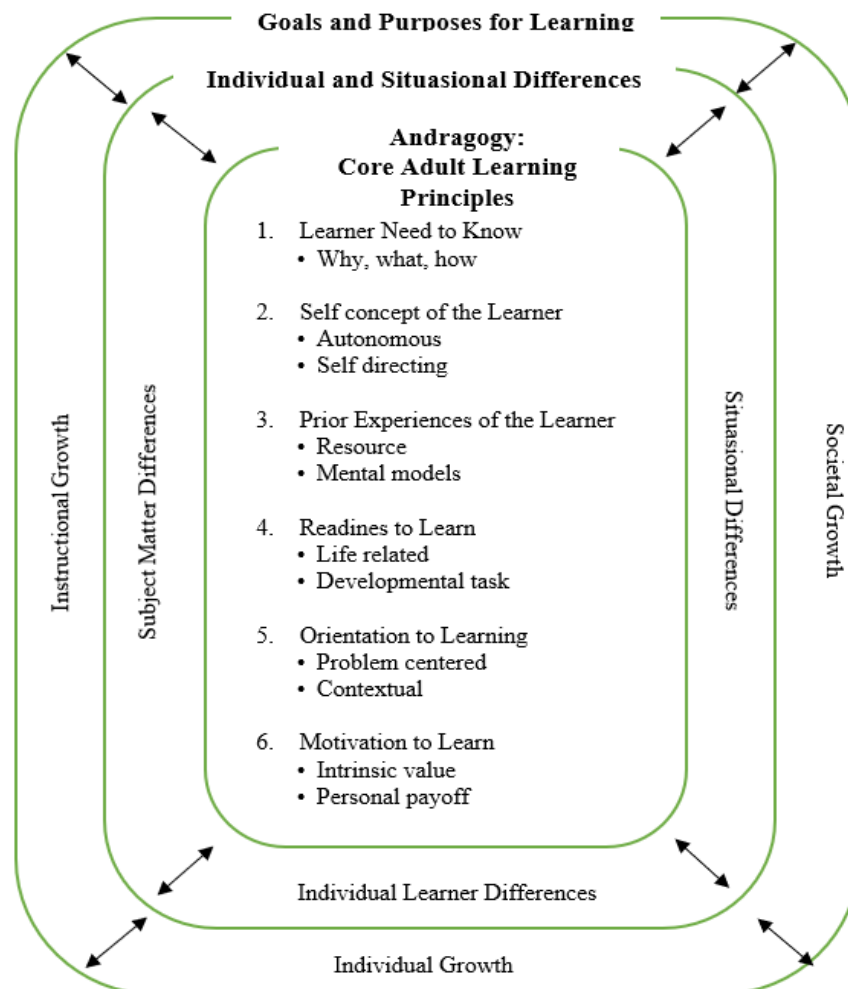 Goals and Purposes for Learning
Individual and Situasional Differences
Andragogy:
Core Adult Learning
Principles
1. Learner Need to Know
• Why, what, how
2. Self concept of the Learner
• Autonomous
• Self directing
3. Prior Experiences of the Learner
• Resource
• Mental models
4. Readines to Learn
• Life related
• Developmental task
5. Orientation to Learning
• Problem centered
• Contextual
6. Motivation to Learn
• Intrinsic value
• Personal payoff
Instructional Growth
Subject Matter Differences
Situasional Differences
Societal Growth
Individual Learner Differences
Individual Growth